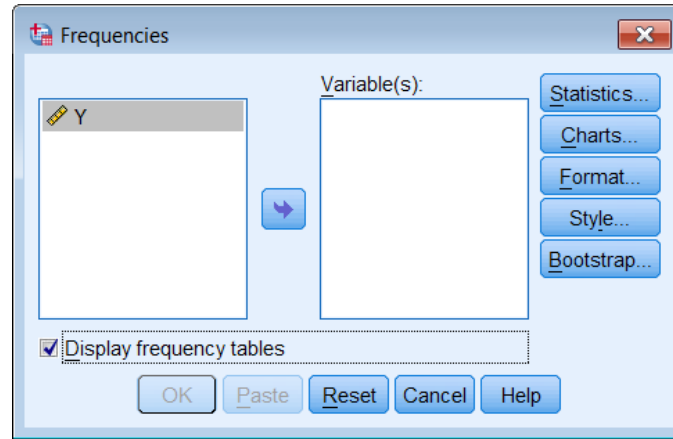 Frequencies
Variable(s):
Y
Statistics...
Charts...
Format...
Style...
Bootstrap...
Display frequency tables
OK Paste Reset Cancel Help